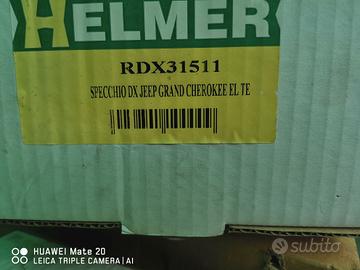 HELMER
RDX31511
SPECCHIO DX JEEP GRAND CHEROKEE EL TE
HUAWEI Mate 20
LEICA TRIPLE CAMERA | AI
subito